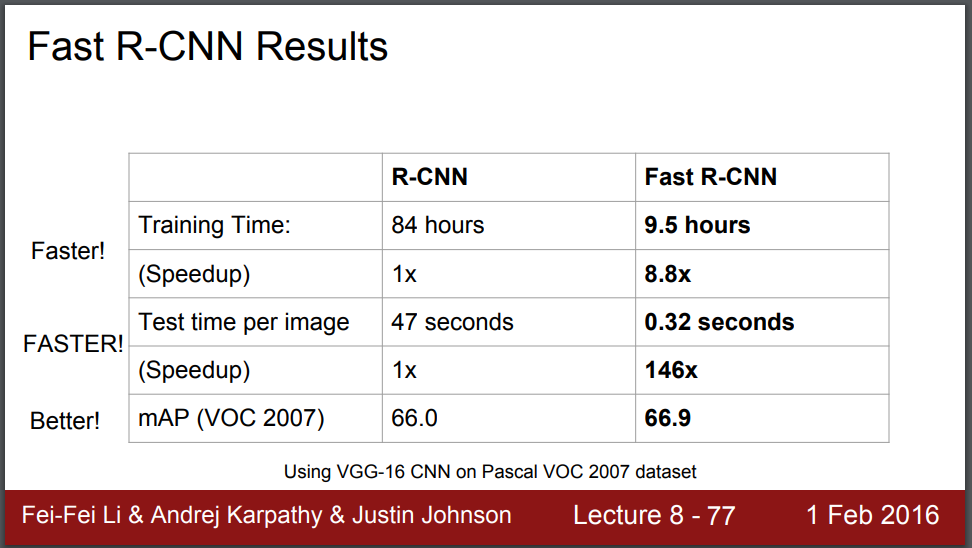 Fast R-CNN Results
R-CNN Fast R-CNN
Faster!
Training Time: 84 hours 9.5 hours
(Speedup) 1x 8.8x
FASTER!
Test time per image 47 seconds 0.32 seconds
(Speedup) 1x 146x
Better!
mAP (VOC 2007) 66.0 66.9
Using VGG-16 CNN on Pascal VOC 2007 dataset
Fei-Fei Li & Andrej Karpathy & Justin Johnson Lecture 8 - 77 1 Feb 2016